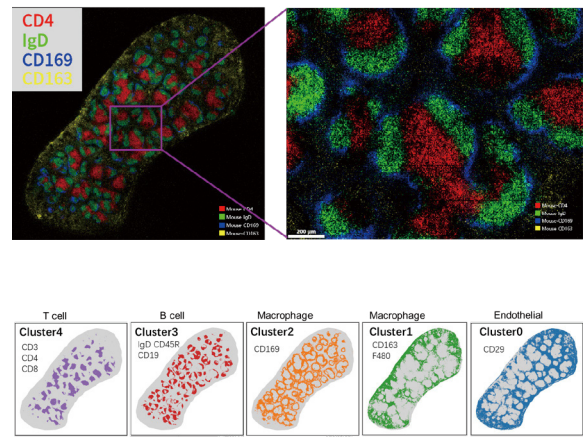 CD4
IgD
CD169
CD163
Mouse-CD4
Mouse IgD
Mouse-CD169
Mouse-CD163
200 μm
Mouse-CD4
Mouse IgD
Mouse-CD169
Mouse CD163
T cell
B cell
Macrophage
Macrophage
Endothelial
Cluster4
CD3
CD4
CD8
Cluster3
IgD CD45R
CD19
Cluster2
CD169
Cluster1
CD163
F480
Cluster0
CD29